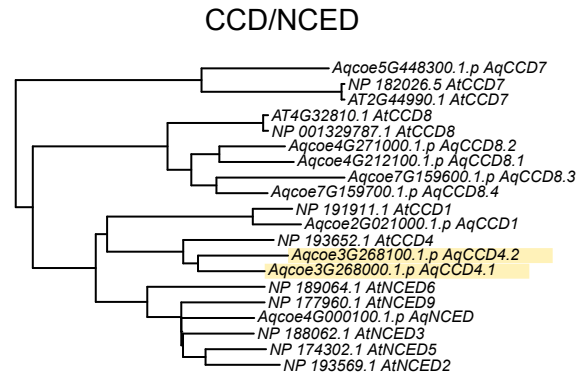 CCD/NCED
Aqcoe5G448300.1.p AqCCD7
NP 182026.5 AtCCD7
AT2G44990.1 AtCCD7
AT4G32810.1 AtCCD8
NP 001329787.1 AtCCD8
Aqcoe4G271000.1.p AqCCD8.2
Aqcoe4G212100.1.p AqCCD8.1
Aqcoe7G159600.1.p AqCCD8.3
Aqcoe7G159700.1.p AqCCD8.4
NP 191911.1 AtCCD1
Aqcoe2G021000.1.p AqCCD1
NP 193652.1 AtCCD4
Aqcoe3G268100.1.p AqCCD4.2
Aqcoe3G268000.1.p AqCCD4.1
NP 189064.1 AtNCED6
NP 177960.1 AtNCED9
Aqcoe4G000100.1.p AqNCED
NP 188062.1 AtNCED3
NP 174302.1 AtNCED5
NP 193569.1 AtNCED2